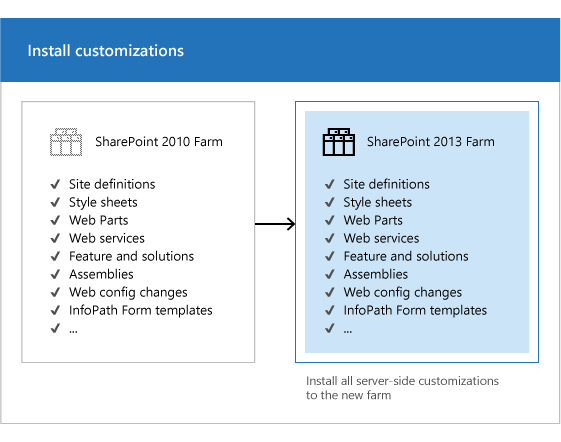 Install customizations
SharePoint 2010 Farm
✔ Site definitions
✔ Style sheets
✔ Web Parts
✔ Web services
✔ Feature and solutions
✔ Assemblies
✔ Web config changes
✔ InfoPath Form templates
✔ ...
SharePoint 2013 Farm
✔ Site definitions
✔ Style sheets
✔ Web Parts
✔ Web services
✔ Feature and solutions
✔ Assemblies
✔ Web config changes
✔ InfoPath Form templates
✔ ...
Install all server-side customizations
to the new farm